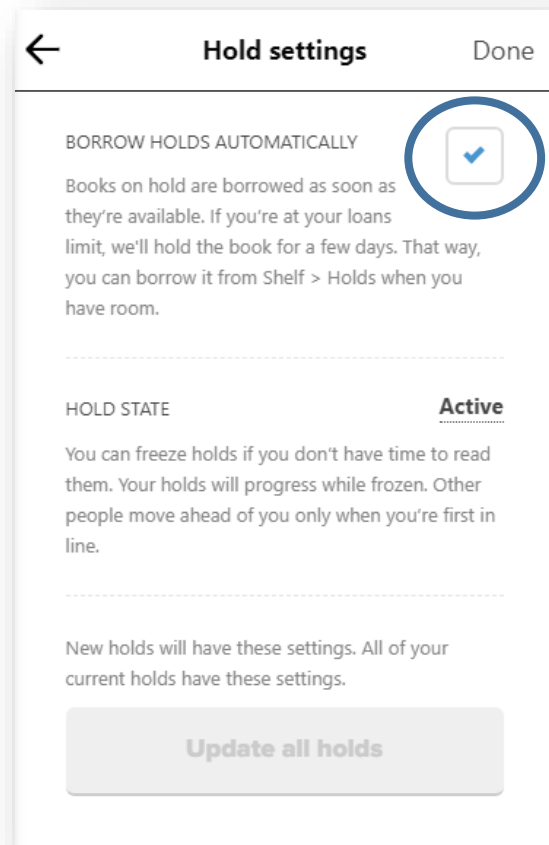 Hold settings Done
BORROW HOLDS AUTOMATICALLY
Books on hold are borrowed as soon as
they're available. If you're at your loans
limit, we'll hold the book for a few days. That way,
you can borrow it from Shelf > Holds when you
have room.
HOLD STATE Active
You can freeze holds if you don't have time to read
them. Your holds will progress while frozen. Other
people move ahead of you only when you're first in
line.
New holds will have these settings. All of your
current holds have these settings.
Update all holds